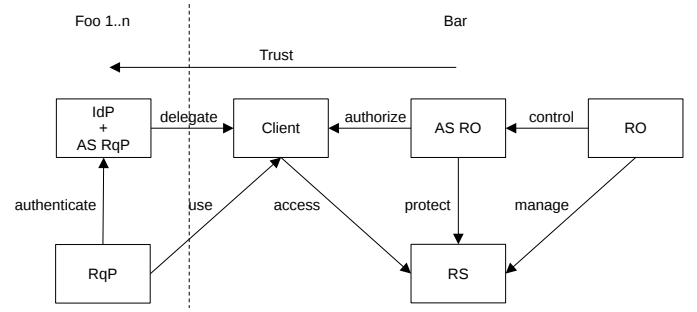 Foo 1..n
Bar
Trust
IdP
+
AS RqP
delegate
Client
authorize
AS RO
control
RO
authenticate
use
access
protect
manage
RqP
RS